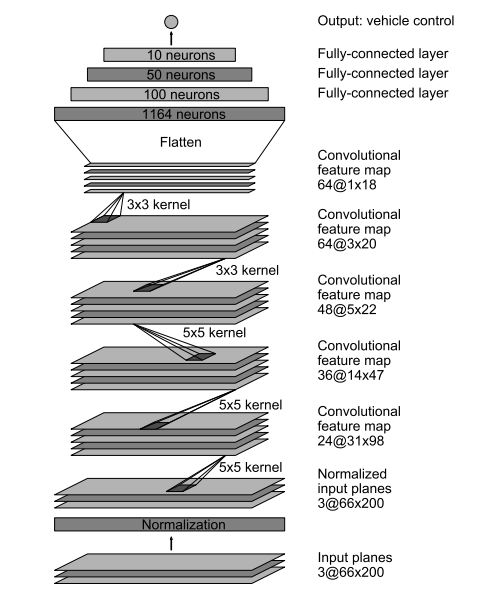 Output: vehicle control
10 neurons
Fully-connected layer
50 neurons
Fully-connected layer
100 neurons
Fully-connected layer
1164 neurons
Flatten
Convolutional
feature map
64@1x18
3x3 kernel
Convolutional
feature map
64@3x20
3x3 kernel
Convolutional
feature map
48@5x22
5x5 kernel
Convolutional
feature map
36@14x47
5x5 kernel
Convolutional
feature map
24@31x98
5x5 kernel
Normalized
input planes
3@66x200
Normalization
Input planes
3@66x200